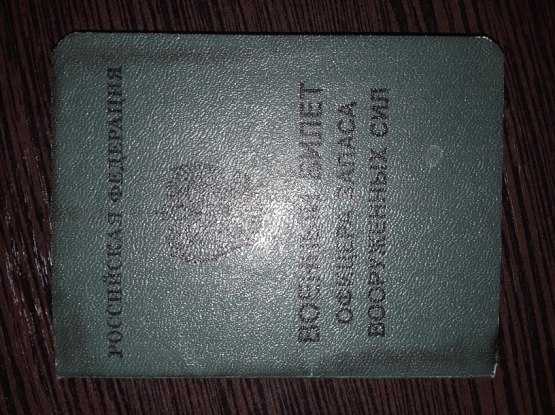 РОССИЙСКАЯ ФЕДЕРАЦИЯ
ВОЕННЫЙ БИЛЕТ
ОФИЦЕРА ЗАПАСА
ВООРУЖЕННЫХ СИЛ